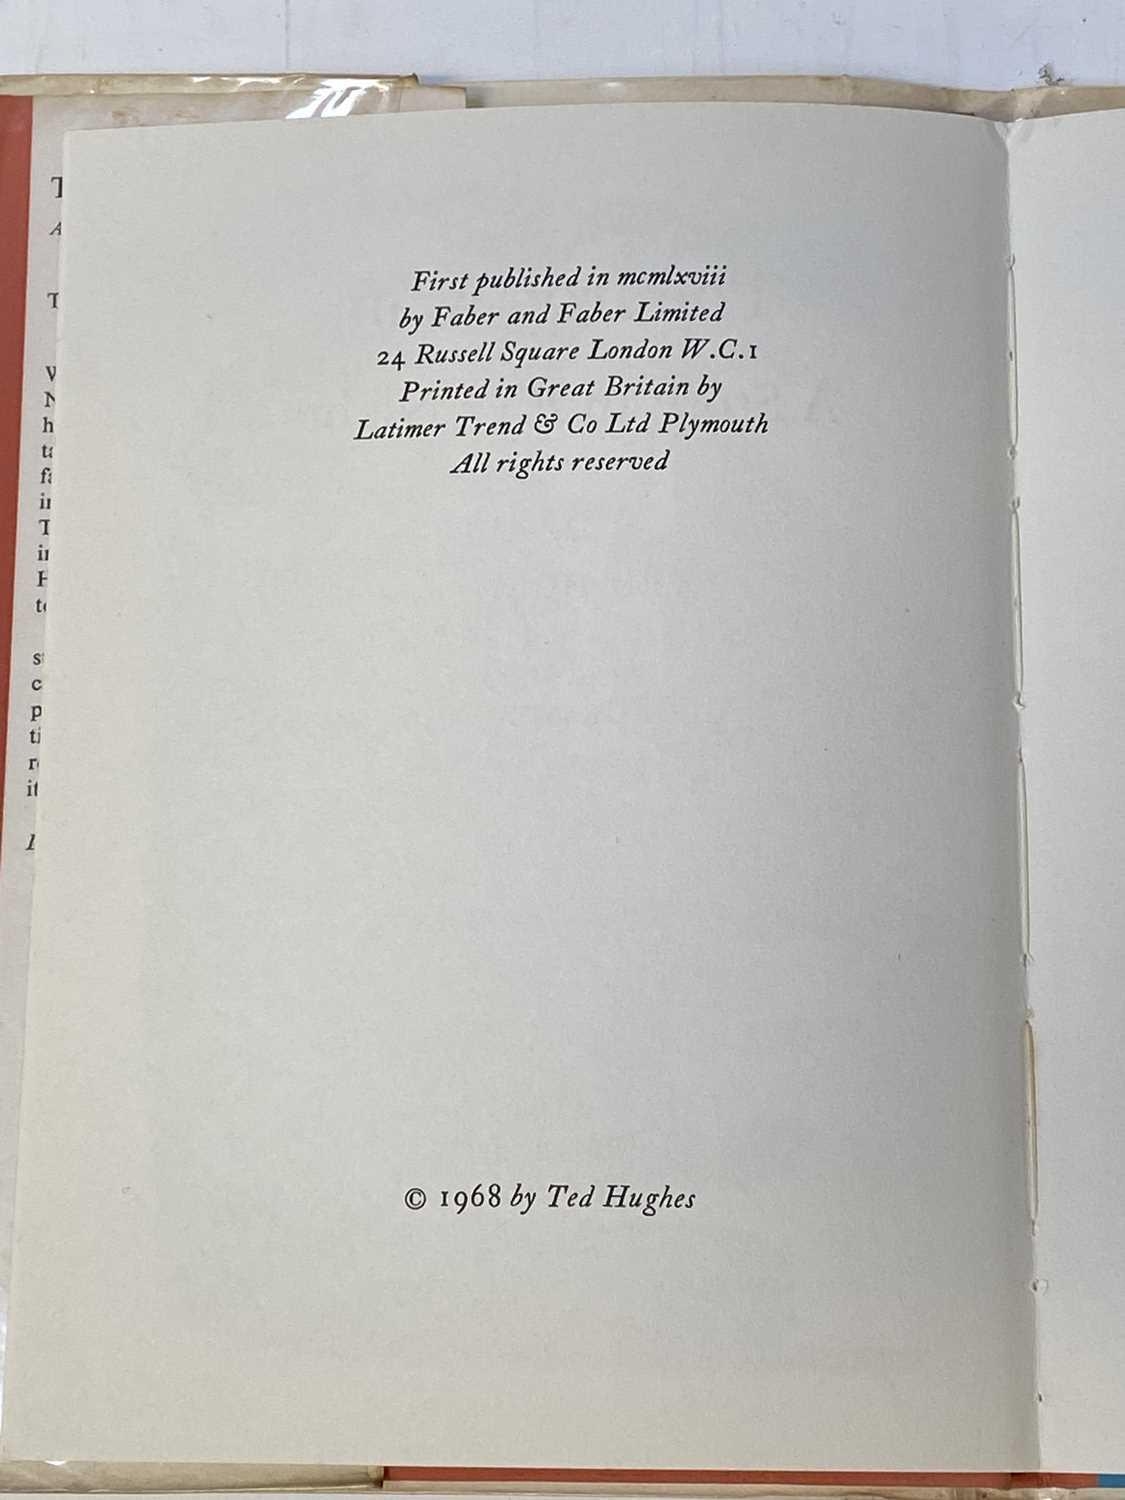 First published in mcmlxviii
by Faber and Faber Limited
24 Russell Square London W.C.1
Printed in Great Britain by
Latimer Trend & Co Ltd Plymouth
All rights reserved
© 1968 by Ted Hughes